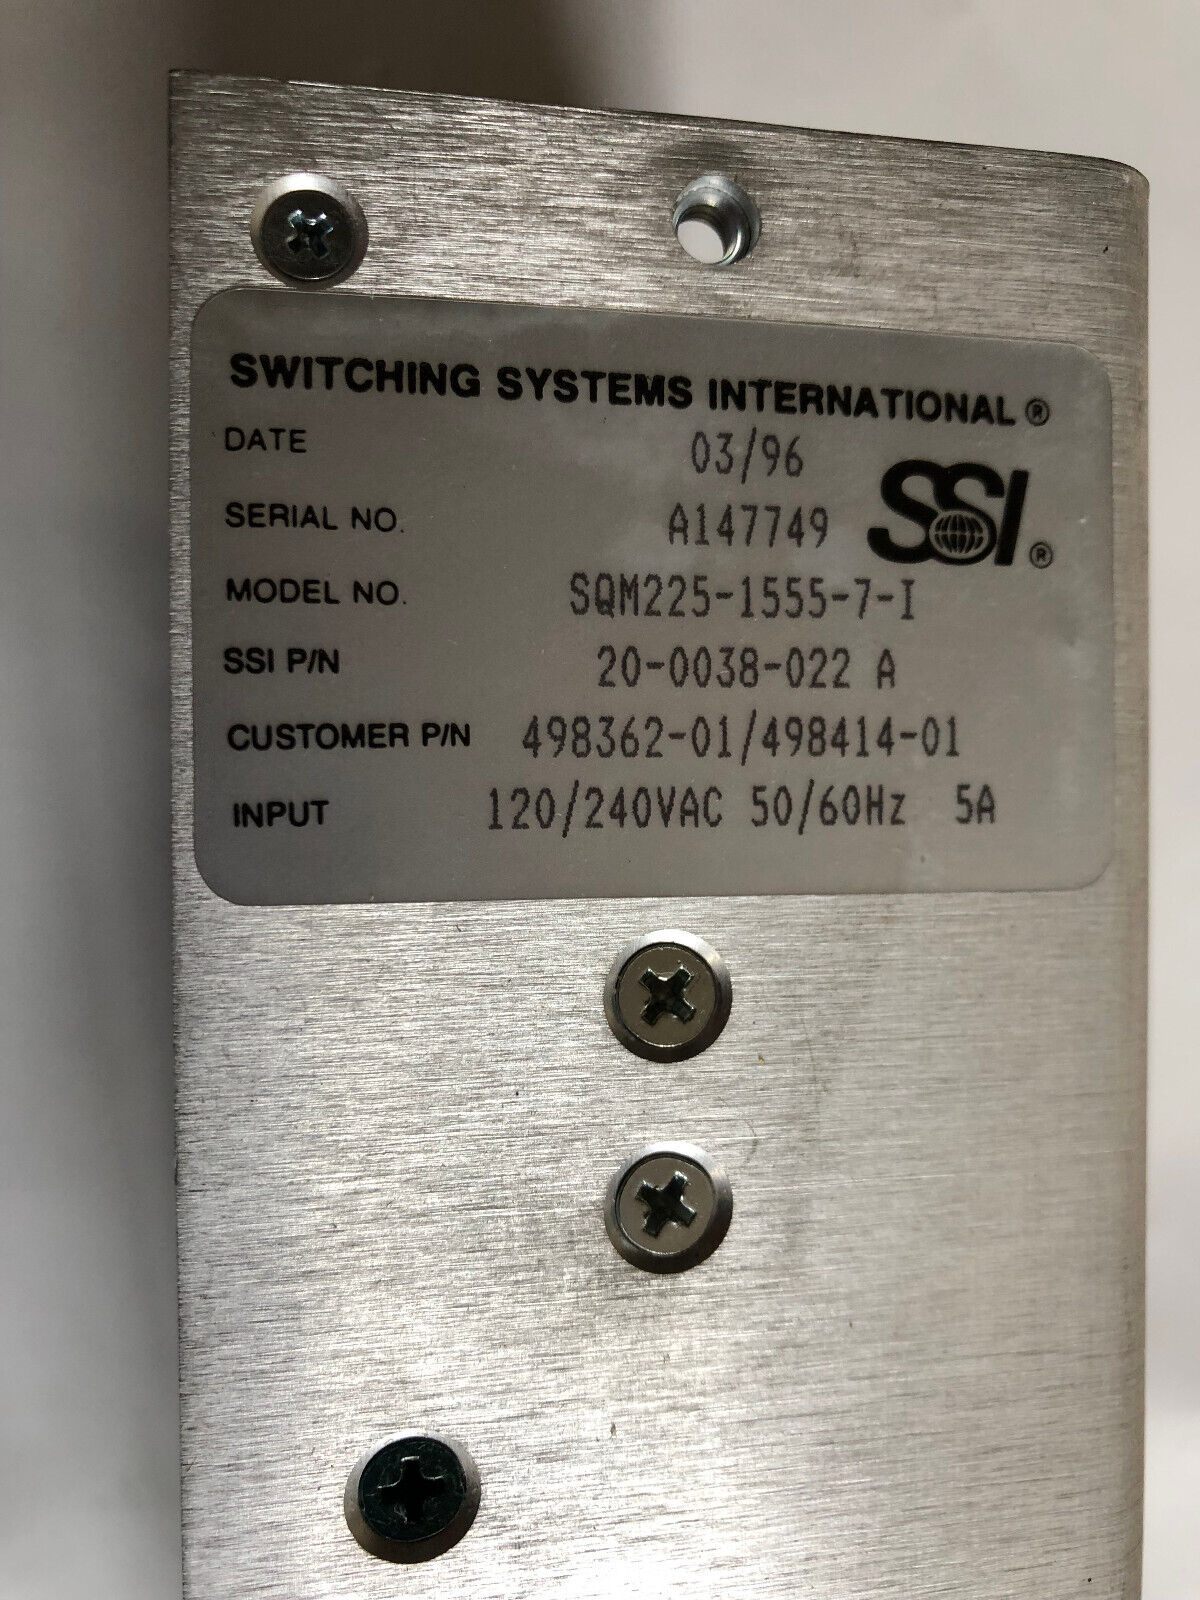 SWITCHING SYSTEMS INTERNATIONAL®
DATE 03/96
SERIAL NO. A147749
SSI®
MODEL NO. SQM225-1555-7-I
SSI P/N 20-0038-022 A
CUSTOMER P/N 498362-01/498414-01
INPUT 120/240VAC 50/60Hz 5A